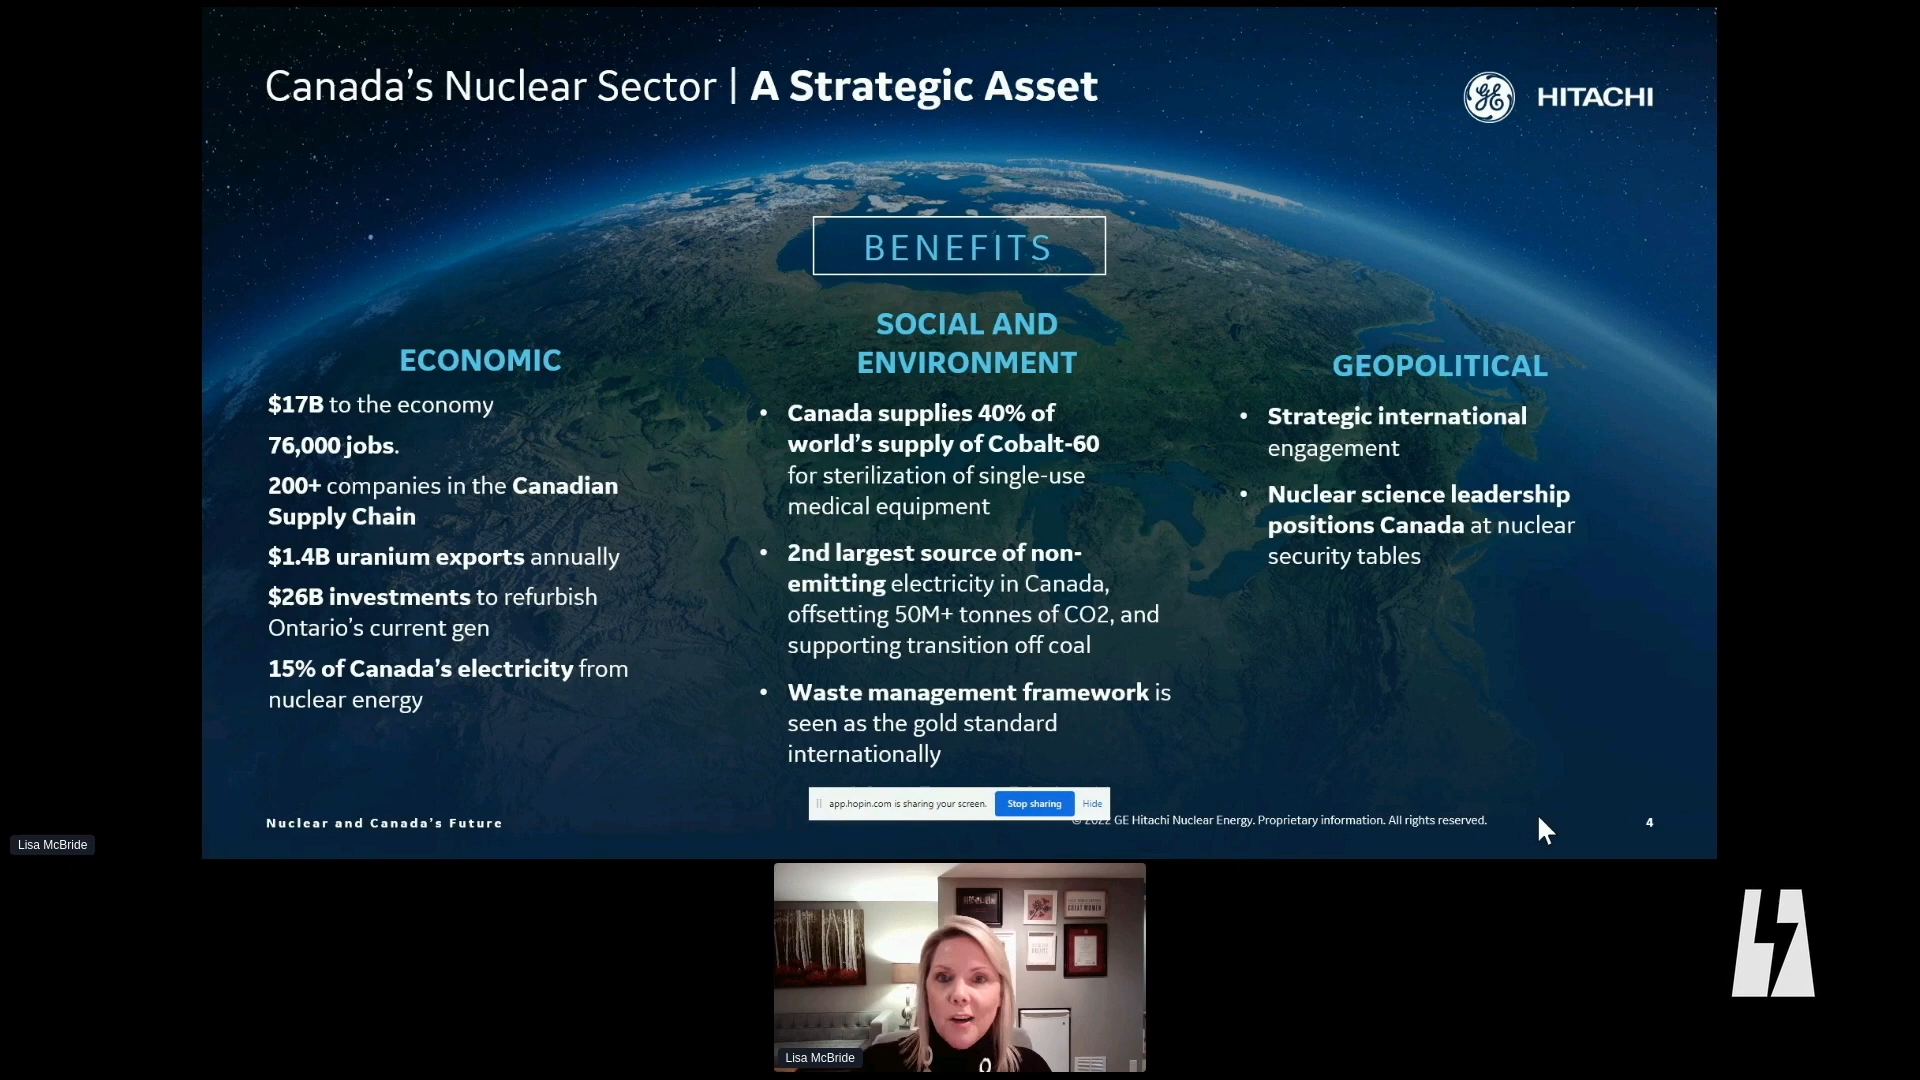 Canada's Nuclear Sector | A Strategic Asset
GE HITACHI
BENEFITS
ECONOMIC
$17B to the economy
76,000 jobs.
200+ companies in the Canadian
Supply Chain
$1.4B uranium exports annually
$26B investments to refurbish
Ontario's current gen
15% of Canada's electricity from
nuclear energy
SOCIAL AND
ENVIRONMENT
• Canada supplies 40% of
world's supply of Cobalt-60
for sterilization of single-use
medical equipment
• 2nd largest source of non-
emitting electricity in Canada,
offsetting 50M+ tonnes of CO2, and
supporting transition off coal
• Waste management framework is
seen as the gold standard
internationally
GEOPOLITICAL
• Strategic international
engagement
• Nuclear science leadership
positions Canada at nuclear
security tables
app.hopin.com is sharing your screen. Stop sharing Hide
Nuclear and Canada's Future
© 2022 GE Hitachi Nuclear Energy. Proprietary information. All rights reserved.
4
Lisa McBride
GREAT WOMEN
Lisa McBride